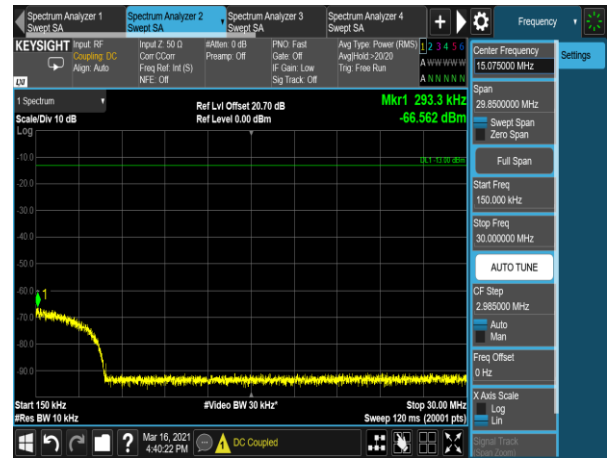 Spectrum Analyzer 1
Swept SA
Spectrum Analyzer 2
Swept SA
Spectrum Analyzer 3
Swept SA
Spectrum Analyzer 4
Swept SA
+
Frequency
KEYSIGHT
Input: RF
Coupling: DC
Align: Auto
Input Z: 50 Ω
Corr CCorr
Freq Ref: Int (S)
NFE: Off
#Atten: 0 dB
Preamp: Off
PNO: Fast
Gate: Off
IF Gain: Low
Sig Track: Off
Avg Type: Power (RMS)
Avg|Hold:>20/20
Trig: Free Run
1 2 3 4 5 6
A W W W W W
A N N N N N
LXI
Center Frequency
15.075000 MHz
Settings
Span
29.8500000 MHz
Swept Span
Zero Span
Full Span
Start Freq
150.000 kHz
Stop Freq
30.000000 MHz
AUTO TUNE
CF Step
2.985000 MHz
Auto
Man
Freq Offset
0 Hz
X Axis Scale
Log
Lin
Signal Track
(Span Zoom)
1 Spectrum
Scale/Div 10 dB
Log
Ref Lvl Offset 20.70 dB
Ref Level 0.00 dBm
Mkr1 293.3 kHz
-66.562 dBm
DL1 -13.00 dBm
-10.0
-20.0
-30.0
-40.0
-50.0
-60.0
-70.0
-80.0
-90.0
1
Start 150 kHz
#Res BW 10 kHz
#Video BW 30 kHz*
Stop 30.00 MHz
Sweep 120 ms (20001 pts)
?
Mar 16, 2021
4:40:22 PM
DC Coupled